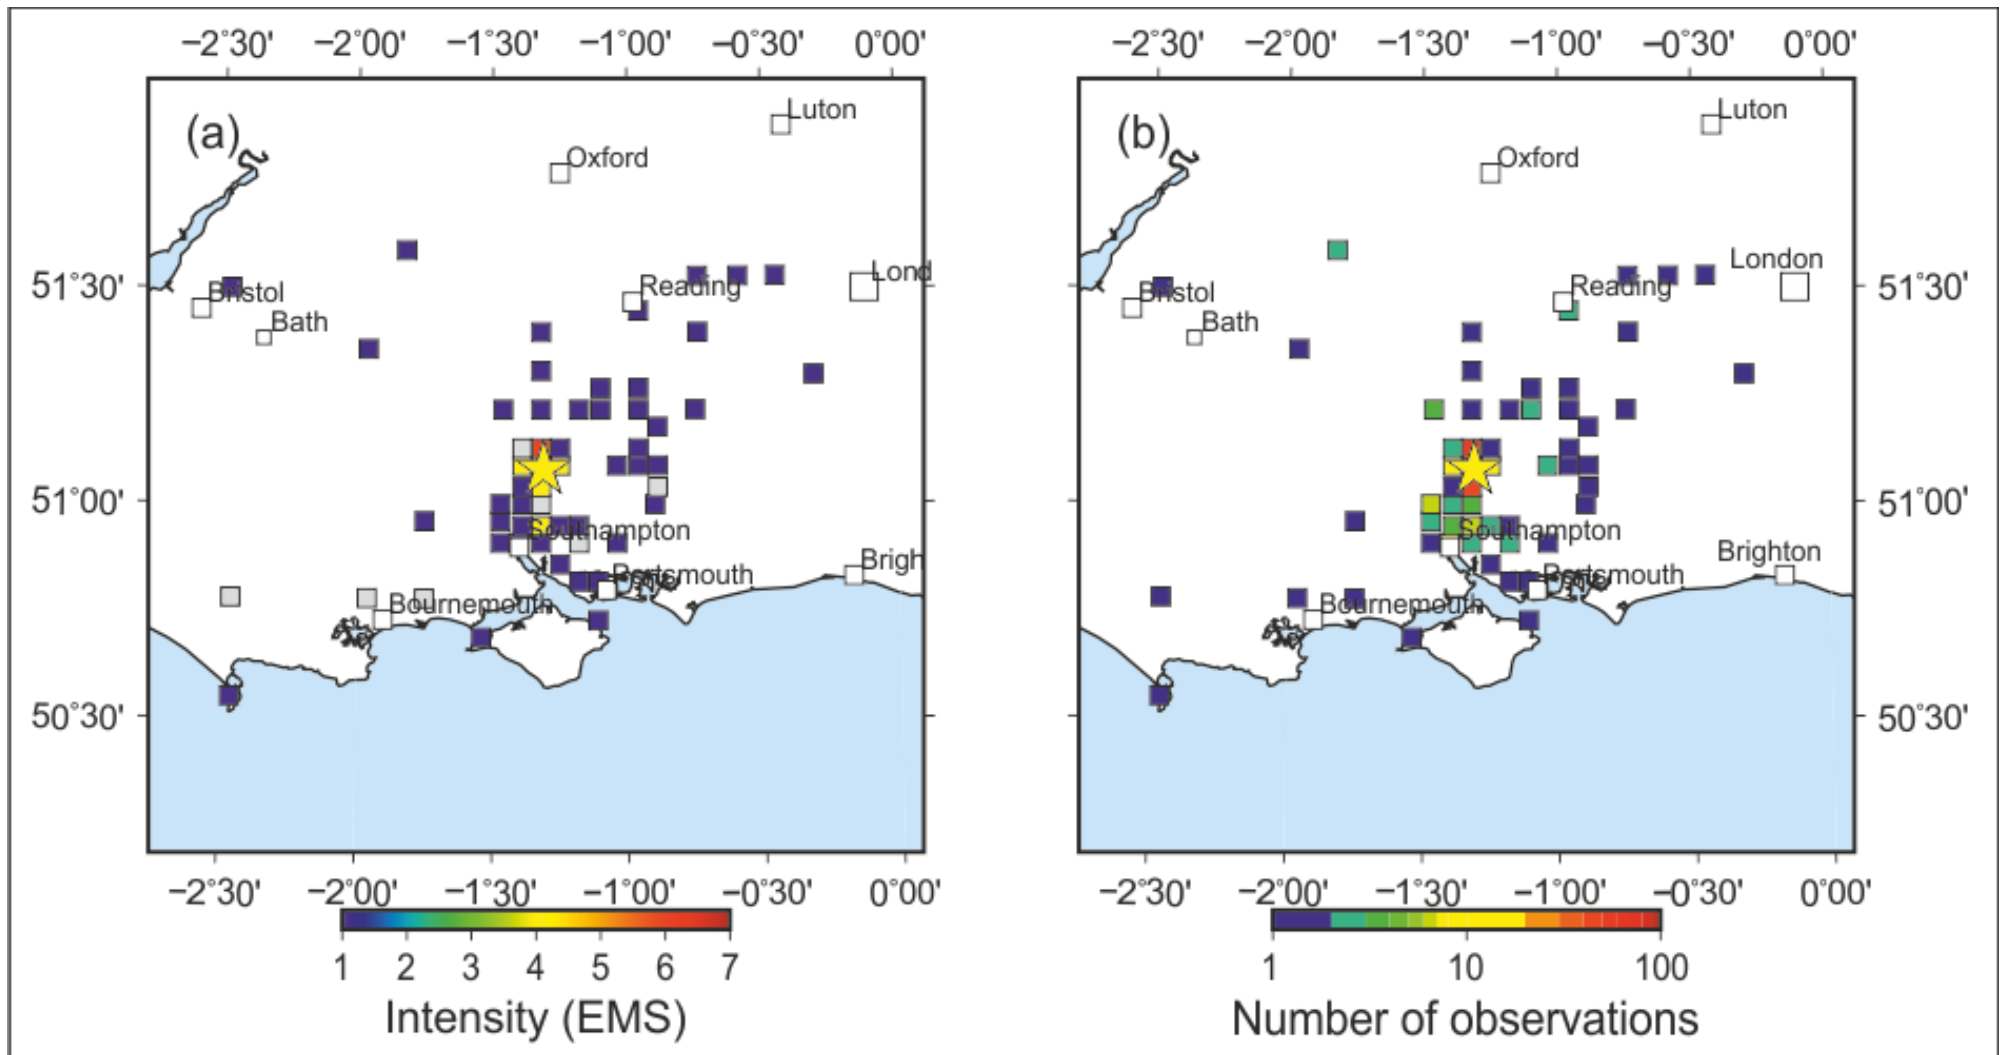 −2˚30' −2˚00' −1˚30' −1˚00' −0˚30' 0˚00'
(a)
Luton
Oxford
51˚30'
Bristol
Bath
Reading
Lond
51˚00'
Southampton
Portsmouth
Brigh
Bournemouth
50˚30'
−2˚30' −2˚00' −1˚30' −1˚00' −0˚30' 0˚00'
1 2 3 4 5 6 7
Intensity (EMS)
−2˚30' −2˚00' −1˚30' −1˚00' −0˚30' 0˚00'
(b)
Luton
Oxford
London
51˚30'
Bristol
Bath
Reading
51˚00'
Southampton
Brighton
Portsmouth
Bournemouth
50˚30'
−2˚30' −2˚00' −1˚30' −1˚00' −0˚30' 0˚00'
1 10 100
Number of observations